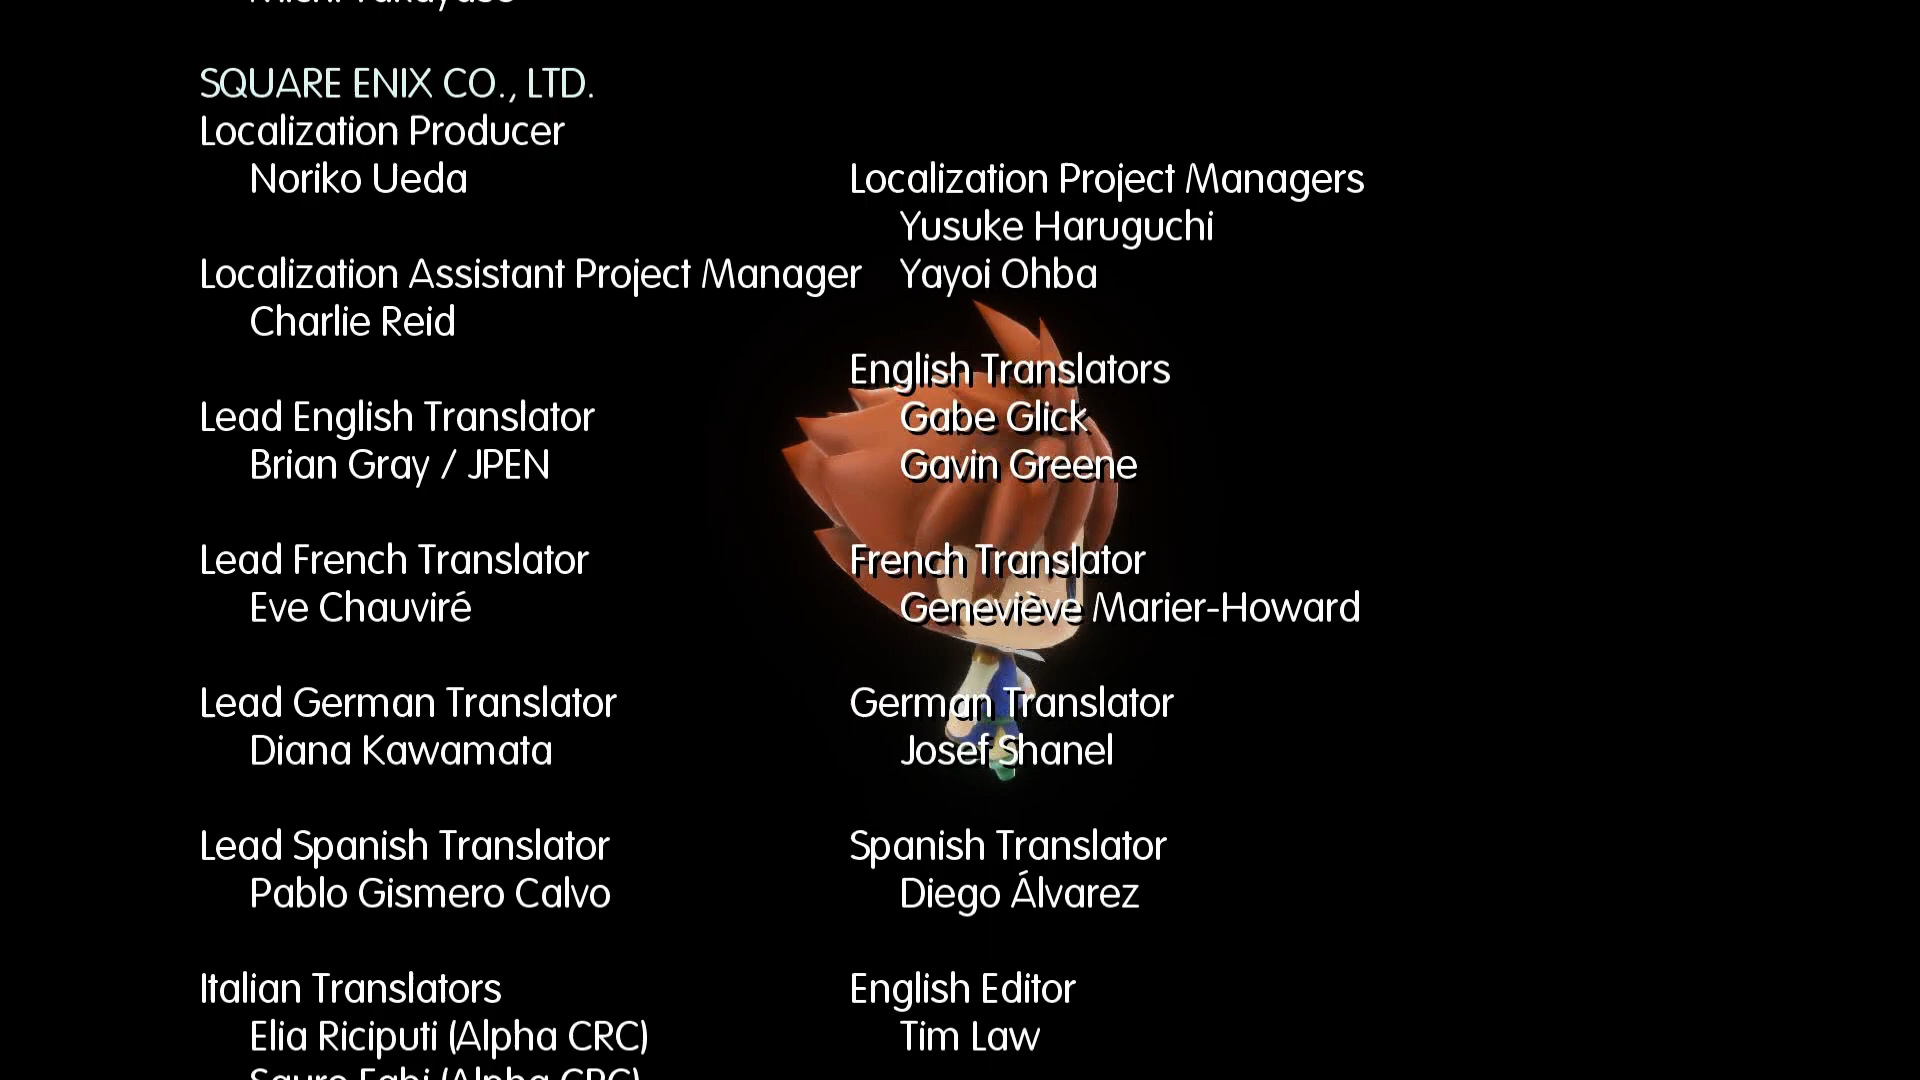 SQUARE ENIX CO., LTD.
Localization Producer
Noriko Ueda
Localization Assistant Project Manager
Charlie Reid
Lead English Translator
Brian Gray / JPEN
Lead French Translator
Eve Chauviré
Lead German Translator
Diana Kawamata
Lead Spanish Translator
Pablo Gismero Calvo
Italian Translators
Elia Riciputi (Alpha CRC)
Localization Project Managers
Yusuke Haruguchi
Yayoi Ohba
English Translators
Gabe Glick
Gavin Greene
French Translator
Geneviève Marier-Howard
German Translator
Josef Shanel
Spanish Translator
Diego Álvarez
English Editor
Tim Law